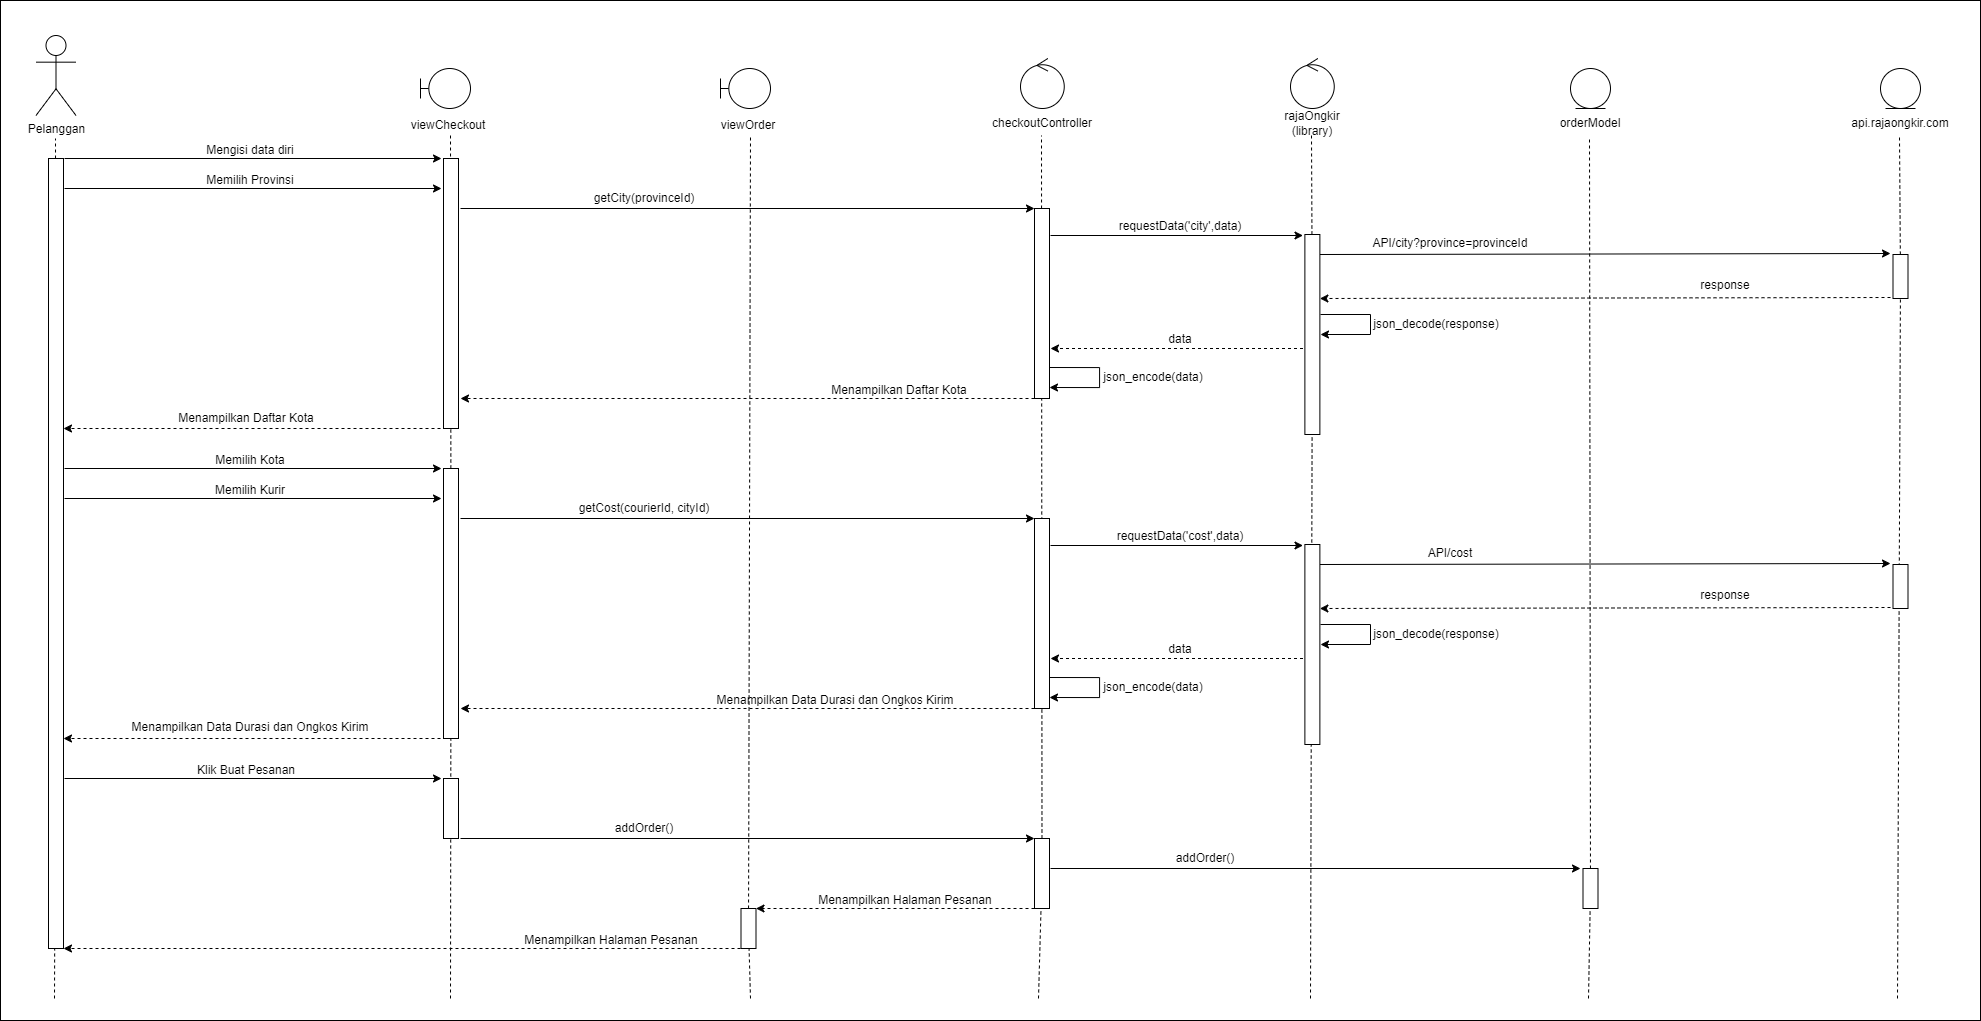 Pelanggan
viewCheckout
viewOrder
checkoutController
rajaOngkir
(library)
orderModel
api.rajaongkir.com
Mengisi data diri
Memilih Provinsi
getCity(provinceId)
requestData('city',data)
API/city?province=provinceId
response
json_decode(response)
data
json_encode(data)
Menampilkan Daftar Kota
Menampilkan Daftar Kota
Memilih Kota
Memilih Kurir
getCost(courierId, cityId)
requestData('cost',data)
API/cost
response
json_decode(response)
data
json_encode(data)
Menampilkan Data Durasi dan Ongkos Kirim
Menampilkan Data Durasi dan Ongkos Kirim
Klik Buat Pesanan
addOrder()
addOrder()
Menampilkan Halaman Pesanan
Menampilkan Halaman Pesanan